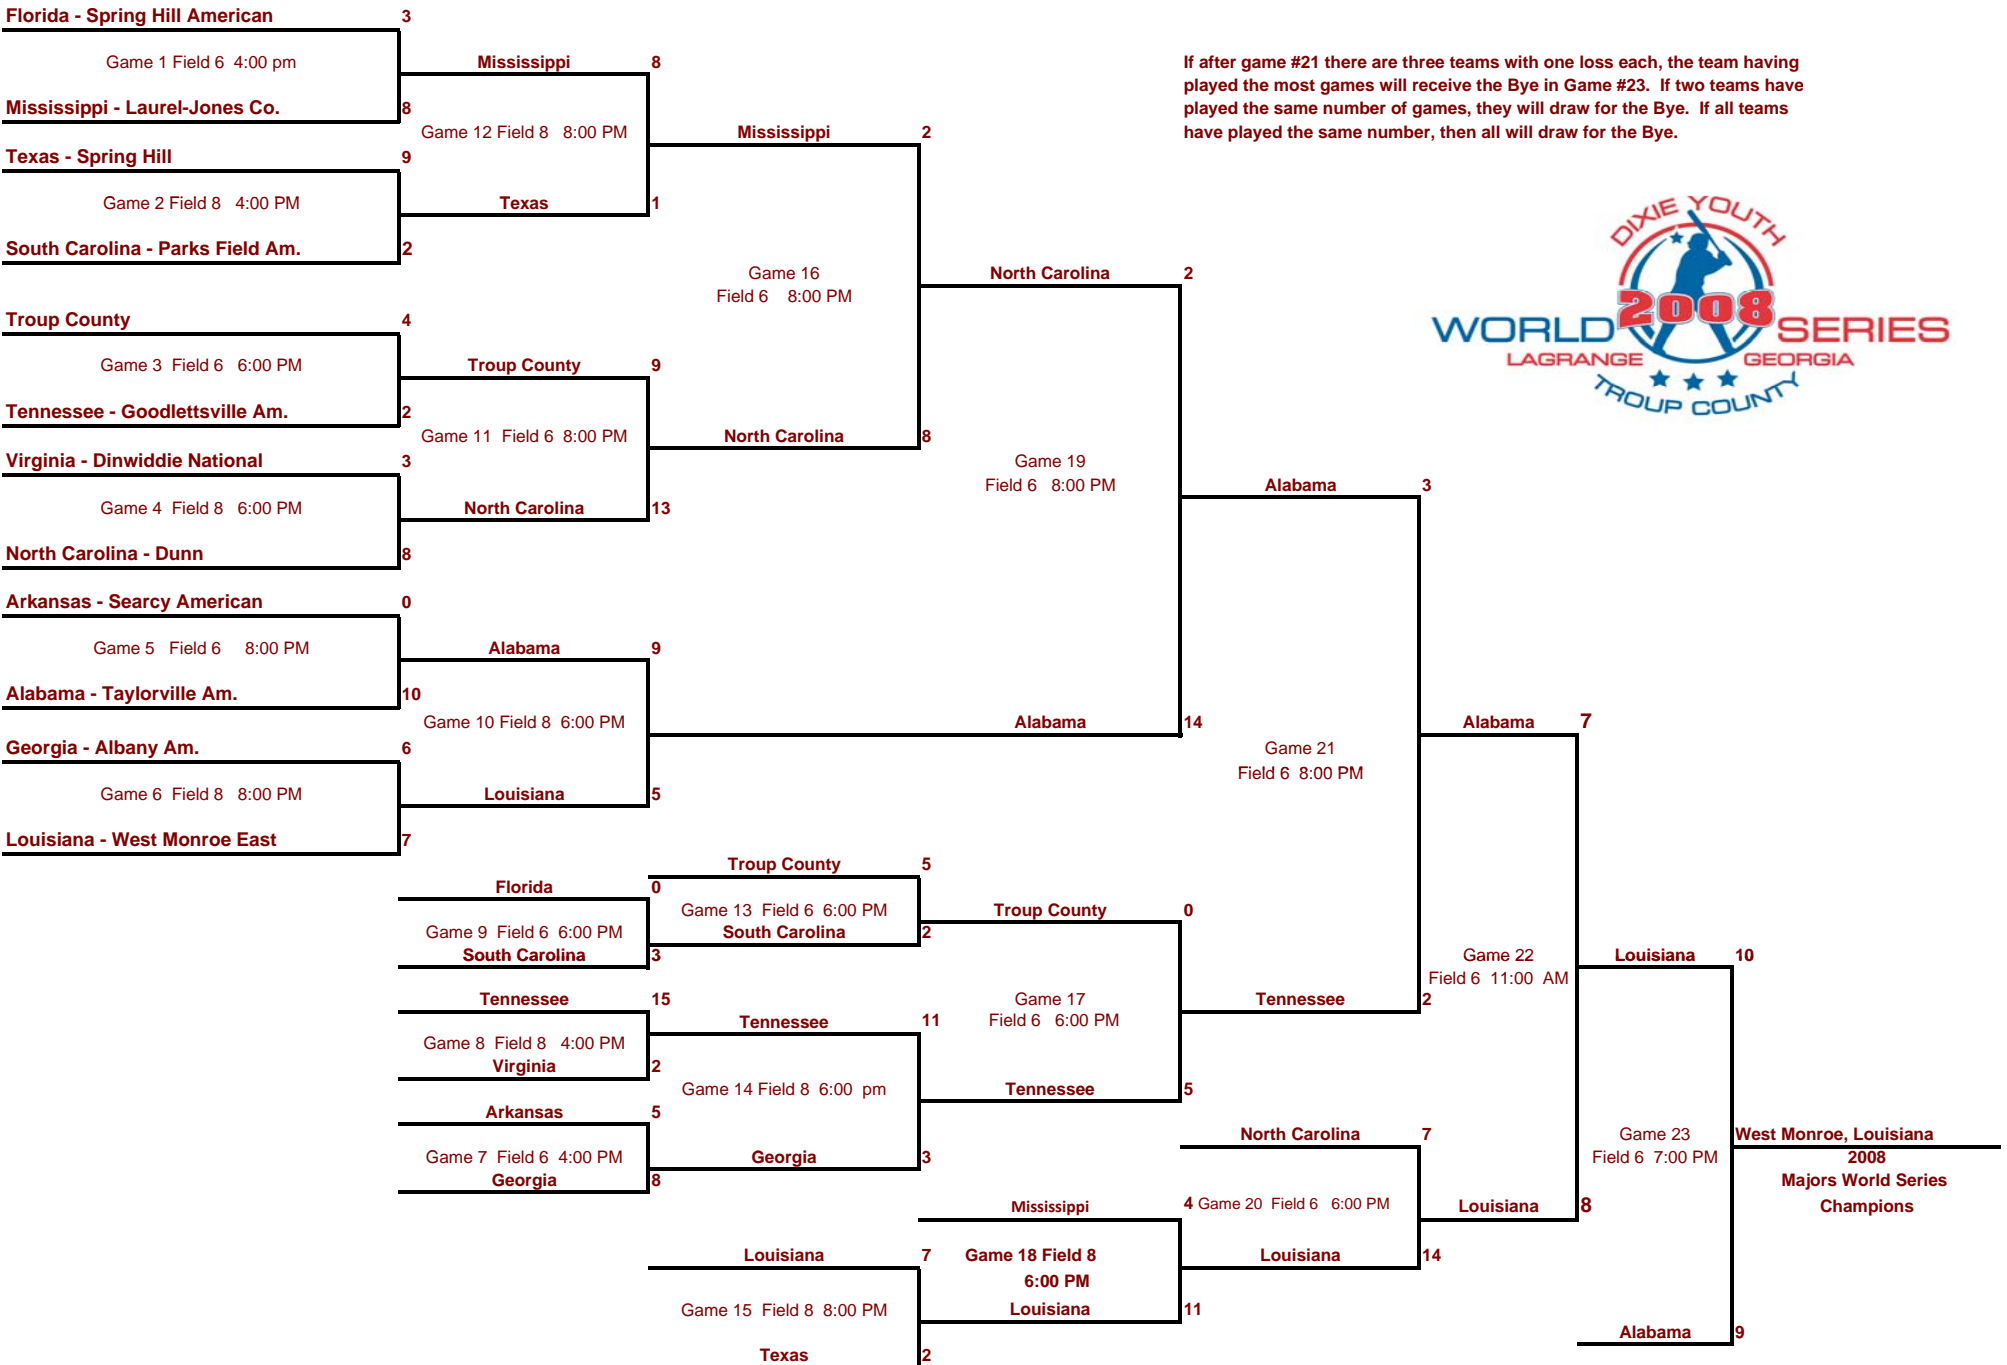 Florida - Spring Hill American 3
Game 1 Field 6 4:00 pm
Mississippi - Laurel-Jones Co. 8
Texas - Spring Hill 9
Game 2 Field 8 4:00 PM
South Carolina - Parks Field Am. 2
Troup County 4
Game 3 Field 6 6:00 PM
Tennessee - Goodlettsville Am. 2
Virginia - Dinwiddie National 3
Game 4 Field 8 6:00 PM
North Carolina - Dunn 8
Arkansas - Searcy American 0
Game 5 Field 6 8:00 PM
Alabama - Taylorville Am. 10
Georgia - Albany Am. 6
Game 6 Field 8 8:00 PM
Louisiana - West Monroe East 7
Mississippi 8
Game 12 Field 8 8:00 PM
Texas 1
Troup County 9
Game 11 Field 6 8:00 PM
North Carolina 13
Alabama 9
Game 10 Field 8 6:00 PM
Louisiana 5
Florida 0
Game 9 Field 6 6:00 PM
South Carolina 3
Tennessee 15
Game 8 Field 8 4:00 PM
Virginia 2
Arkansas 5
Game 7 Field 6 4:00 PM
Georgia 8
Mississippi 2
Game 16
Field 6 8:00 PM
North Carolina 8
Troup County 5
Game 13 Field 6 6:00 PM
South Carolina 2
Tennessee 11
Game 14 Field 8 6:00 pm
Georgia 3
Louisiana 7
Game 15 Field 8 8:00 PM
Texas 2
North Carolina 2
Game 19
Field 6 8:00 PM
Alabama 14
Troup County 0
Game 17
Field 6 6:00 PM
Tennessee 5
Mississippi 4
Game 18 Field 8
6:00 PM
Louisiana 11
Alabama 3
Game 21
Field 6 8:00 PM
Tennessee 2
North Carolina 7
Game 20 Field 6 6:00 PM
Louisiana 14
Alabama 7
Game 22
Field 6 11:00 AM
Louisiana 8
Louisiana 10
Game 23
Field 6 7:00 PM
Alabama 9
West Monroe, Louisiana
2008
Majors World Series
Champions
If after game #21 there are three teams with one loss each, the team having
played the most games will receive the Bye in Game #23. If two teams have
played the same number of games, they will draw for the Bye. If all teams
have played the same number, then all will draw for the Bye.
DIXIE YOUTH
2008
WORLD SERIES
LAGRANGE GEORGIA
TROUP COUNTY